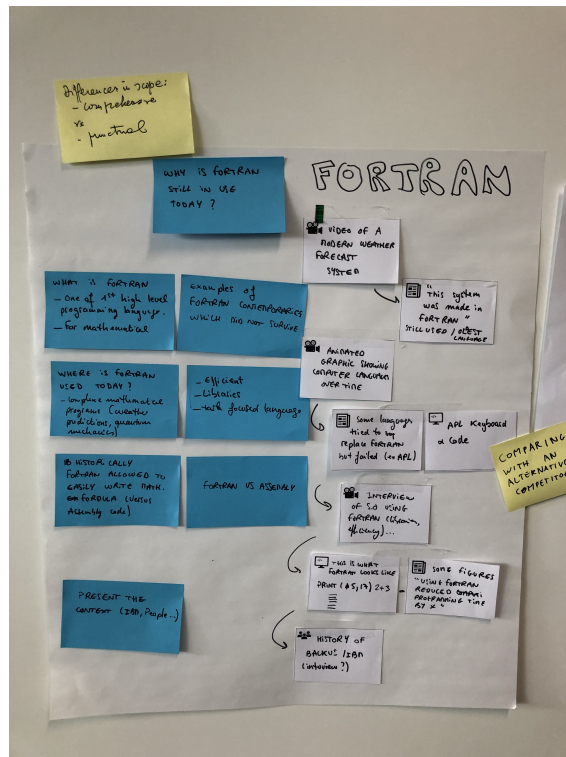 Differences in scope:
- comprehensive
vs
- punctual
FORTRAN
WHY IS FORTRAN
STILL IN USE
TODAY ?
VIDEO OF A
MODERN WEATHER
FORECAST
SYSTEM
"This system
was made in
FORTRAN"
STILL USED / OLDEST
LANGUAGE
WHAT IS FORTRAN
- One of 1st high level
programming language.
- For mathematical
Examples of
FORTRAN CONTEMPORARIES
WHICH DID NOT SURVIVE
ANIMATED
GRAPHIC SHOWING
COMPUTER LANGUAGES
OVER TIME
WHERE IS FORTRAN
USED TODAY ?
mathematical
programs (weather
predictions, quantum
mechanics)
- Efficient
- Libraries
- task focused language
Some languages
tried to
replace FORTRAN
but failed (ex APL)
APL Keyboard
& Code
COMPARING
WITH AN
ALTERNATIVE
COMPETITOR
HISTORICALLY
FORTRAN ALLOWED TO
EASILY WRITE MATH.
FORMULA (versus
Assembly code)
FORTRAN VS ASSEMBLY
INTERVIEW
OF S.O USING
FORTRAN (libraries,
efficiency)...
THIS IS WHAT
FORTRAN LOOKS LIKE
PRINT (*5,17) 2+3
SOME FIGURES
"USING FORTRAN
REDUCED
PROGRAMMING TIME
BY X"
PRESENT THE
CONTEXT (IBM, People...)
HISTORY OF
BACKUS / IBM
(interview ?)